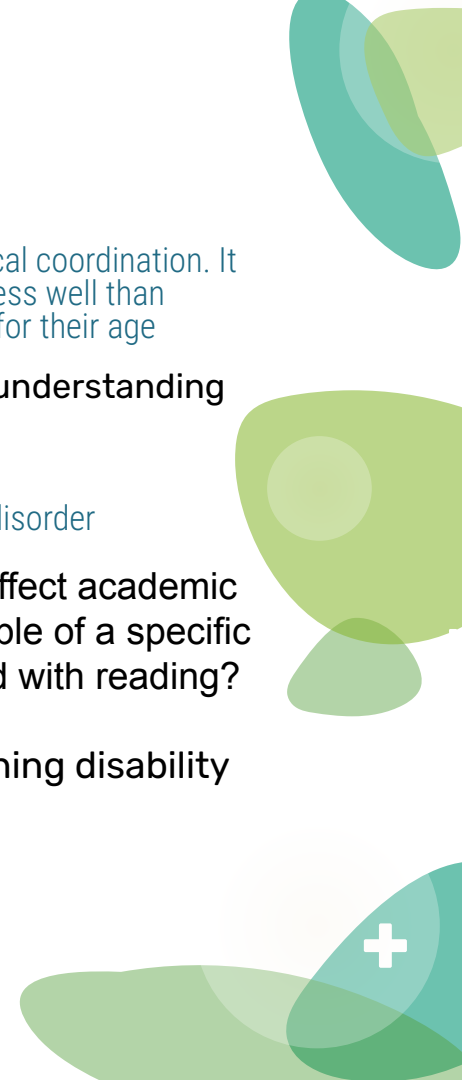 cal coordination. It
ess well than
for their age
understanding
disorder
ffect academic
ple of a specific
d with reading?
ning disability